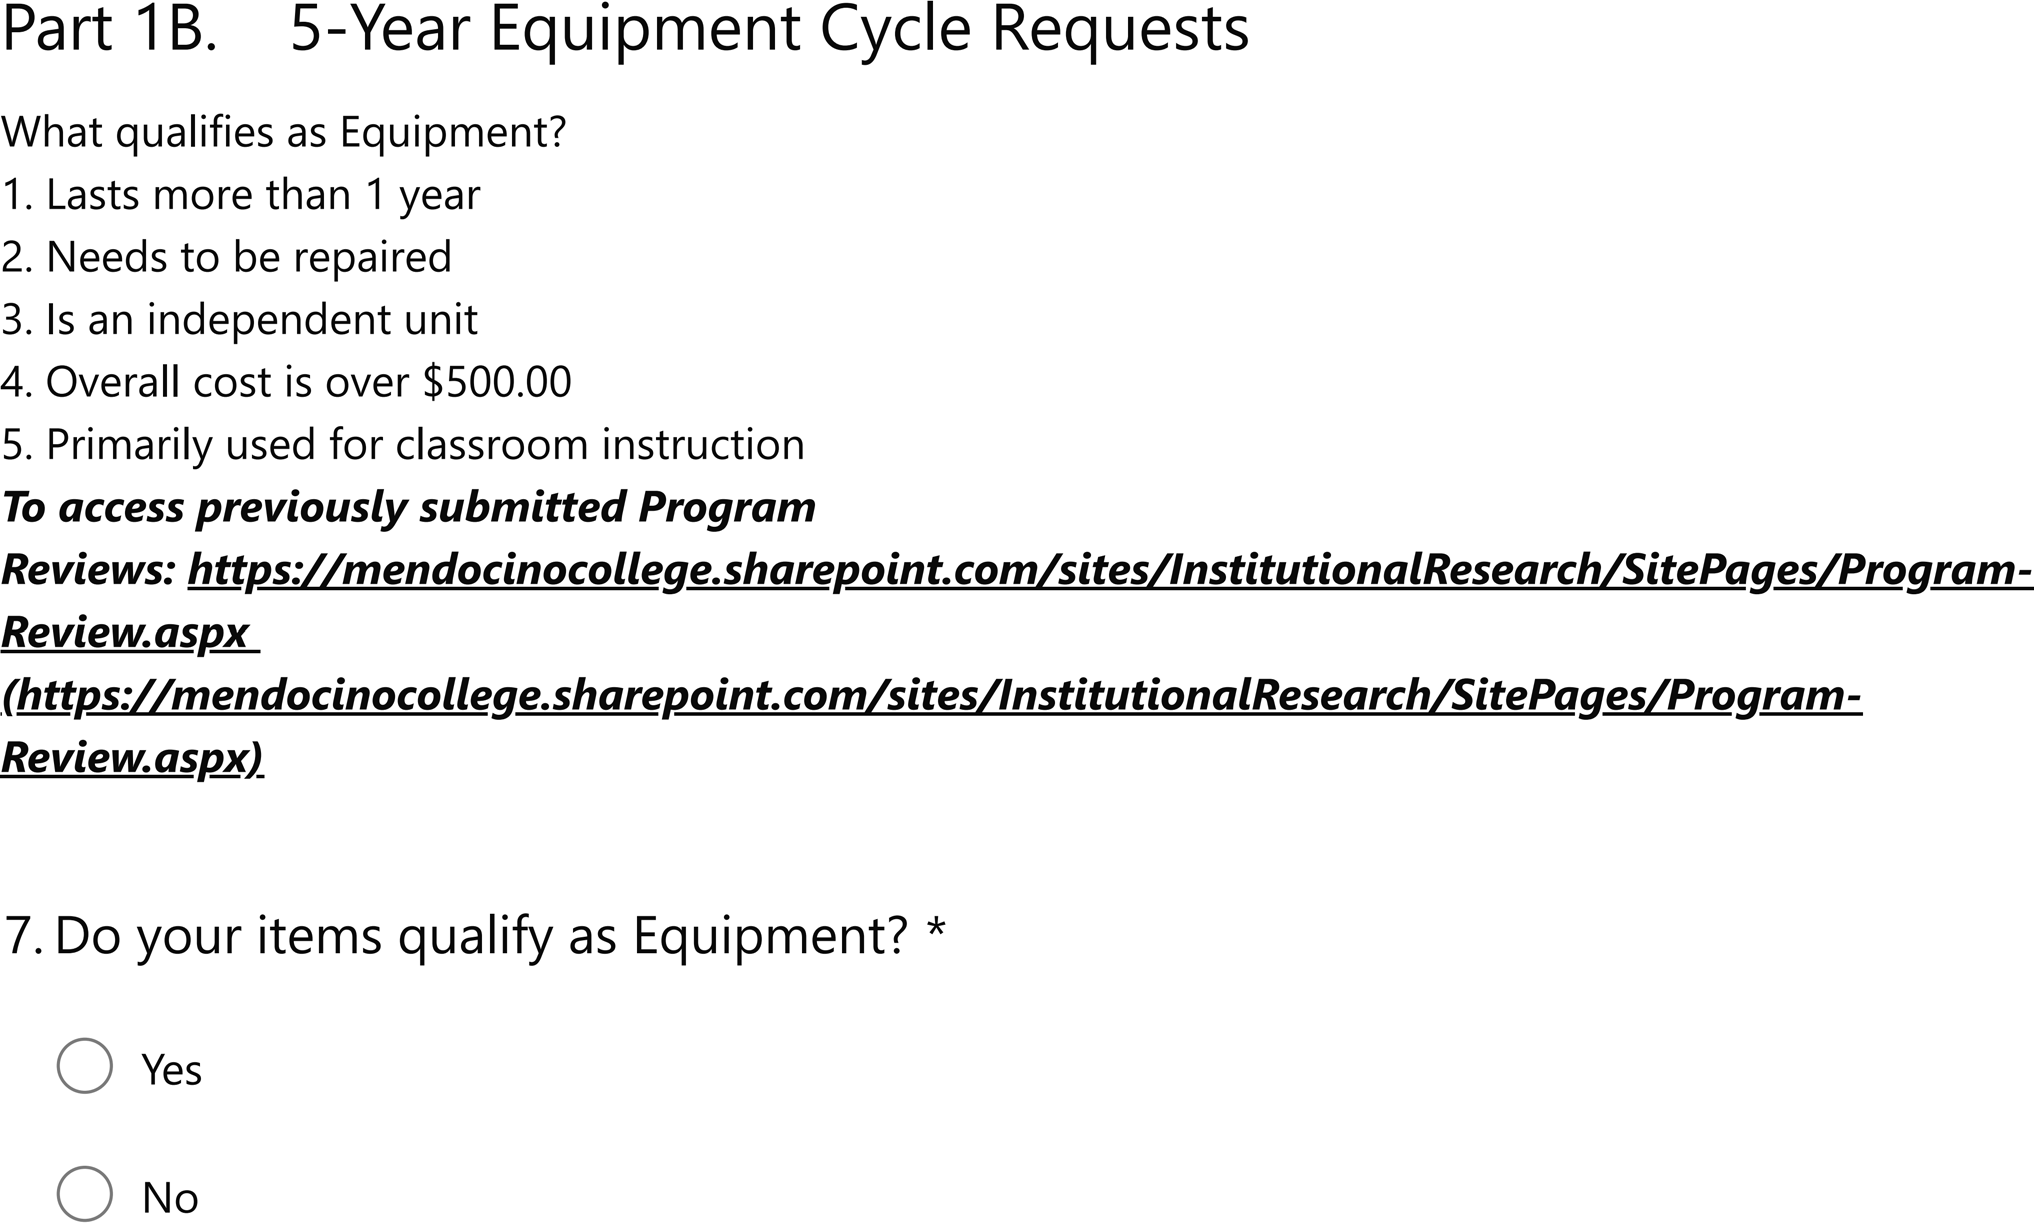 Part 1B. 5-Year Equipment Cycle Requests
What qualifies as Equipment?
1. Lasts more than 1 year
2. Needs to be repaired
3. Is an independent unit
4. Overall cost is over $500.00
5. Primarily used for classroom instruction
To access previously submitted Program
Reviews: https://mendocinocollege.sharepoint.com/sites/InstitutionalResearch/SitePages/Program-
Review.aspx
(https://mendocinocollege.sharepoint.com/sites/InstitutionalResearch/SitePages/Program-
Review.aspx)
7. Do your items qualify as Equipment? *
Yes
No